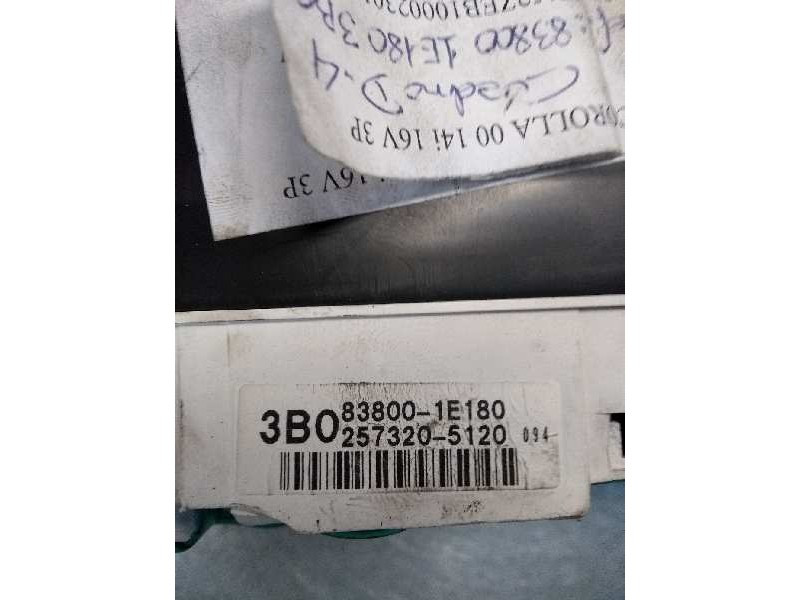 COROLLA 00 14i 16V 3P
Cuadro D-4
83800 1E180 3B0
16V 3P
3B0
83800-1E180
257320-5120
094